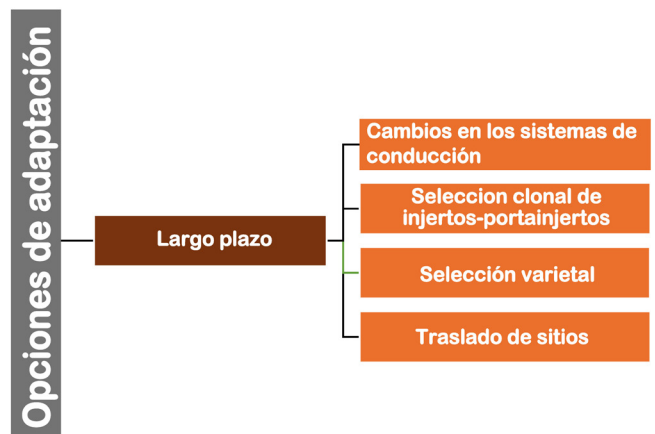 Opciones de adaptación
Largo plazo
Cambios en los sistemas de
conducción
Seleccion clonal de
injertos-portainjertos
Selección varietal
Traslado de sitios